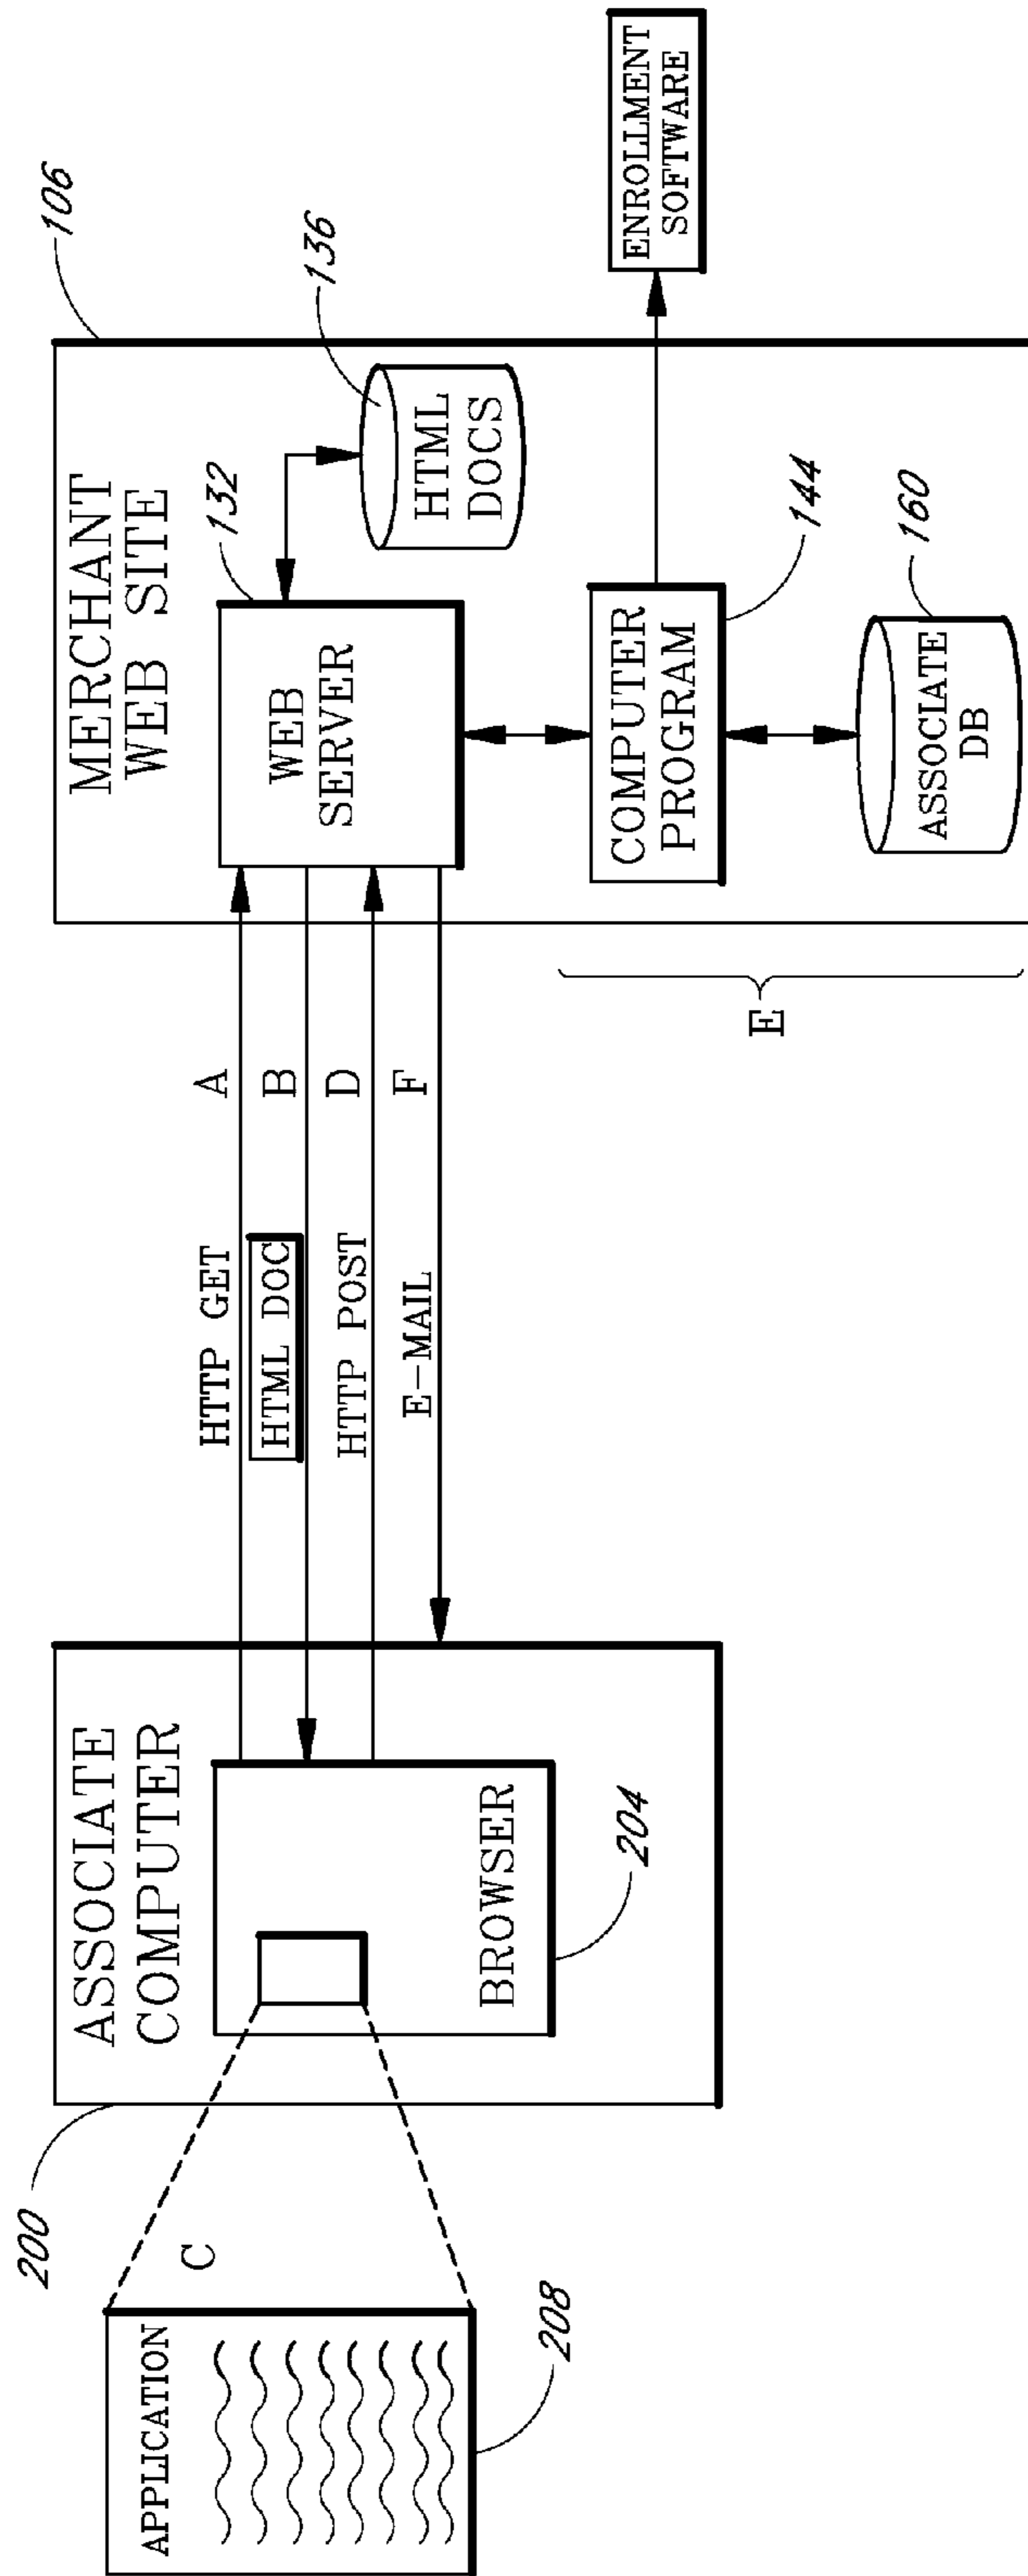 200
ASSOCIATE
COMPUTER
APPLICATION
C
208
BROWSER
204
HTTP GET
A
HTML DOC
B
HTTP POST
D
E-MAIL
F
E
MERCHANT
WEB SITE
106
WEB
SERVER
132
HTML
DOCS
136
COMPUTER
PROGRAM
144
ASSOCIATE
DB
160
ENROLLMENT
SOFTWARE